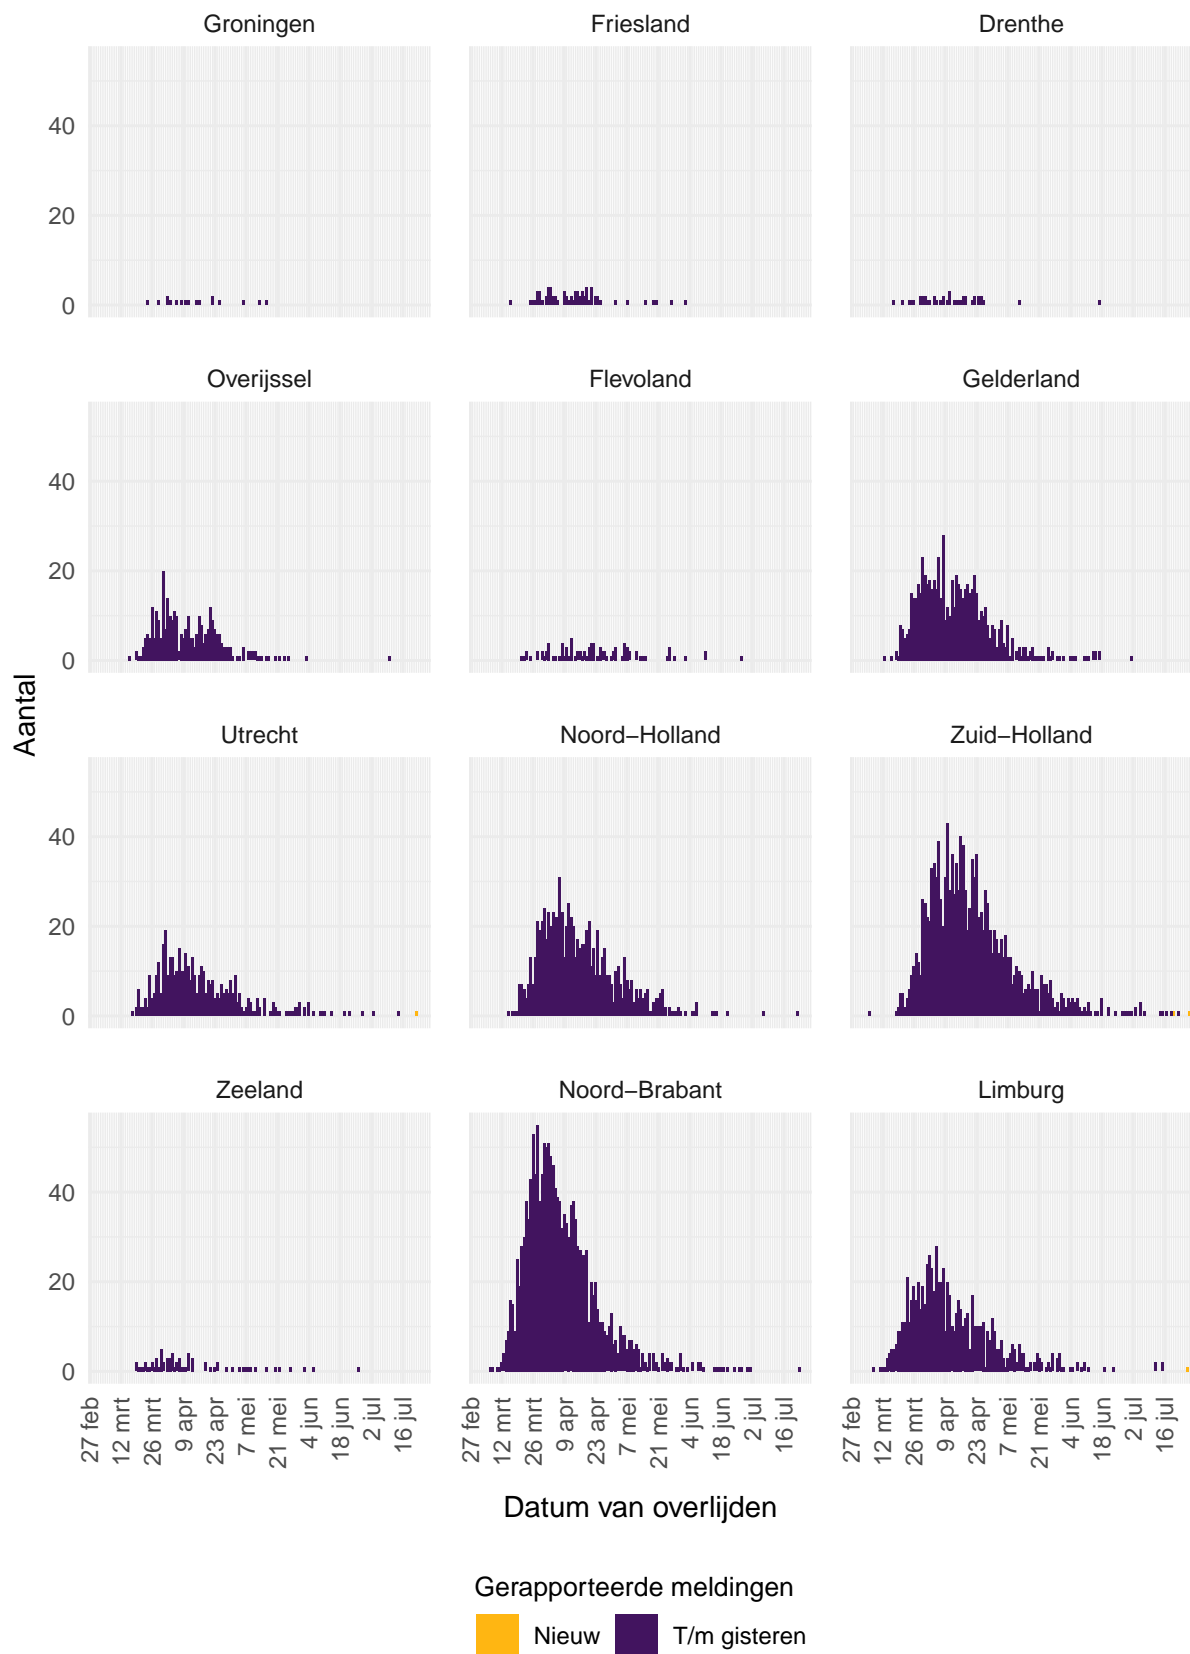 Groningen Friesland Drenthe
40
20
0
Overijssel Flevoland Gelderland
40
20
0
Aantal
Utrecht Noord−Holland Zuid−Holland
40
20
0
Zeeland Noord−Brabant Limburg
40
20
0
27 feb 12 mrt 26 mrt 9 apr 23 apr 7 mei 21 mei 4 jun 18 jun 2 jul 16 jul 27 feb 12 mrt 26 mrt 9 apr 23 apr 7 mei 21 mei 4 jun 18 jun 2 jul 16 jul 27 feb 12 mrt 26 mrt 9 apr 23 apr 7 mei 21 mei 4 jun 18 jun 2 jul 16 jul
Datum van overlijden
Gerapporteerde meldingen
Nieuw T/m gisteren